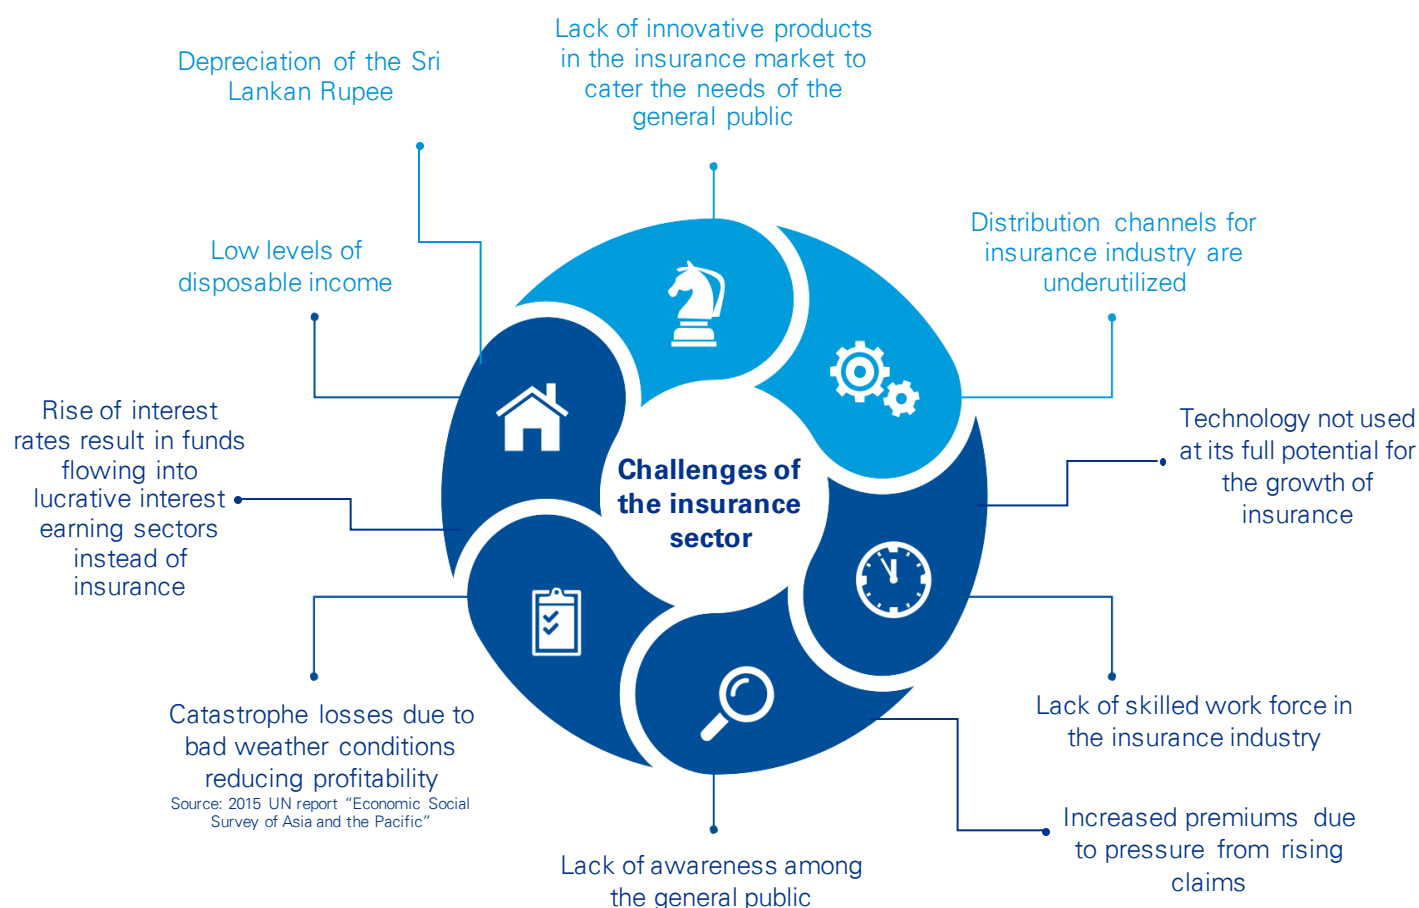 Lack of innovative products
in the insurance market to
cater the needs of the
general public
Depreciation of the Sri
Lankan Rupee
Distribution channels for
insurance industry are
underutilized
Low levels of
disposable income
Technology not used
at its full potential for
the growth of
insurance
Rise of interest
rates result in funds
flowing into
lucrative interest
earning sectors
instead of
insurance
Challenges of
the insurance
sector
Lack of skilled work force in
the insurance industry
Catastrophe losses due to
bad weather conditions
reducing profitability
Source: 2015 UN report “Economic Social
Survey of Asia and the Pacific”
Increased premiums due
to pressure from rising
claims
Lack of awareness among
the general public